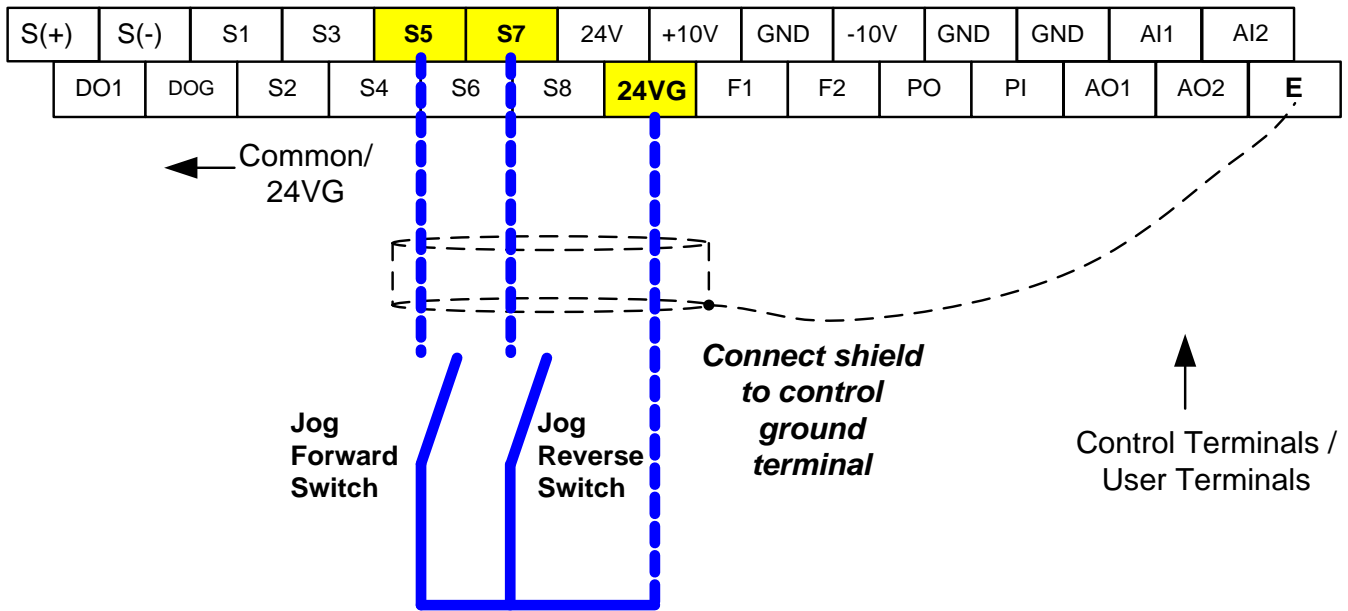 S(+) S(-) S1 S3 S5 S7 24V +10V GND -10V GND GND AI1 AI2
DO1 DOG S2 S4 S6 S8 24VG F1 F2 PO PI AO1 AO2 E
Common/
24VG
Connect shield
to control
ground
terminal
Jog
Forward
Switch
Jog
Reverse
Switch
Control Terminals /
User Terminals